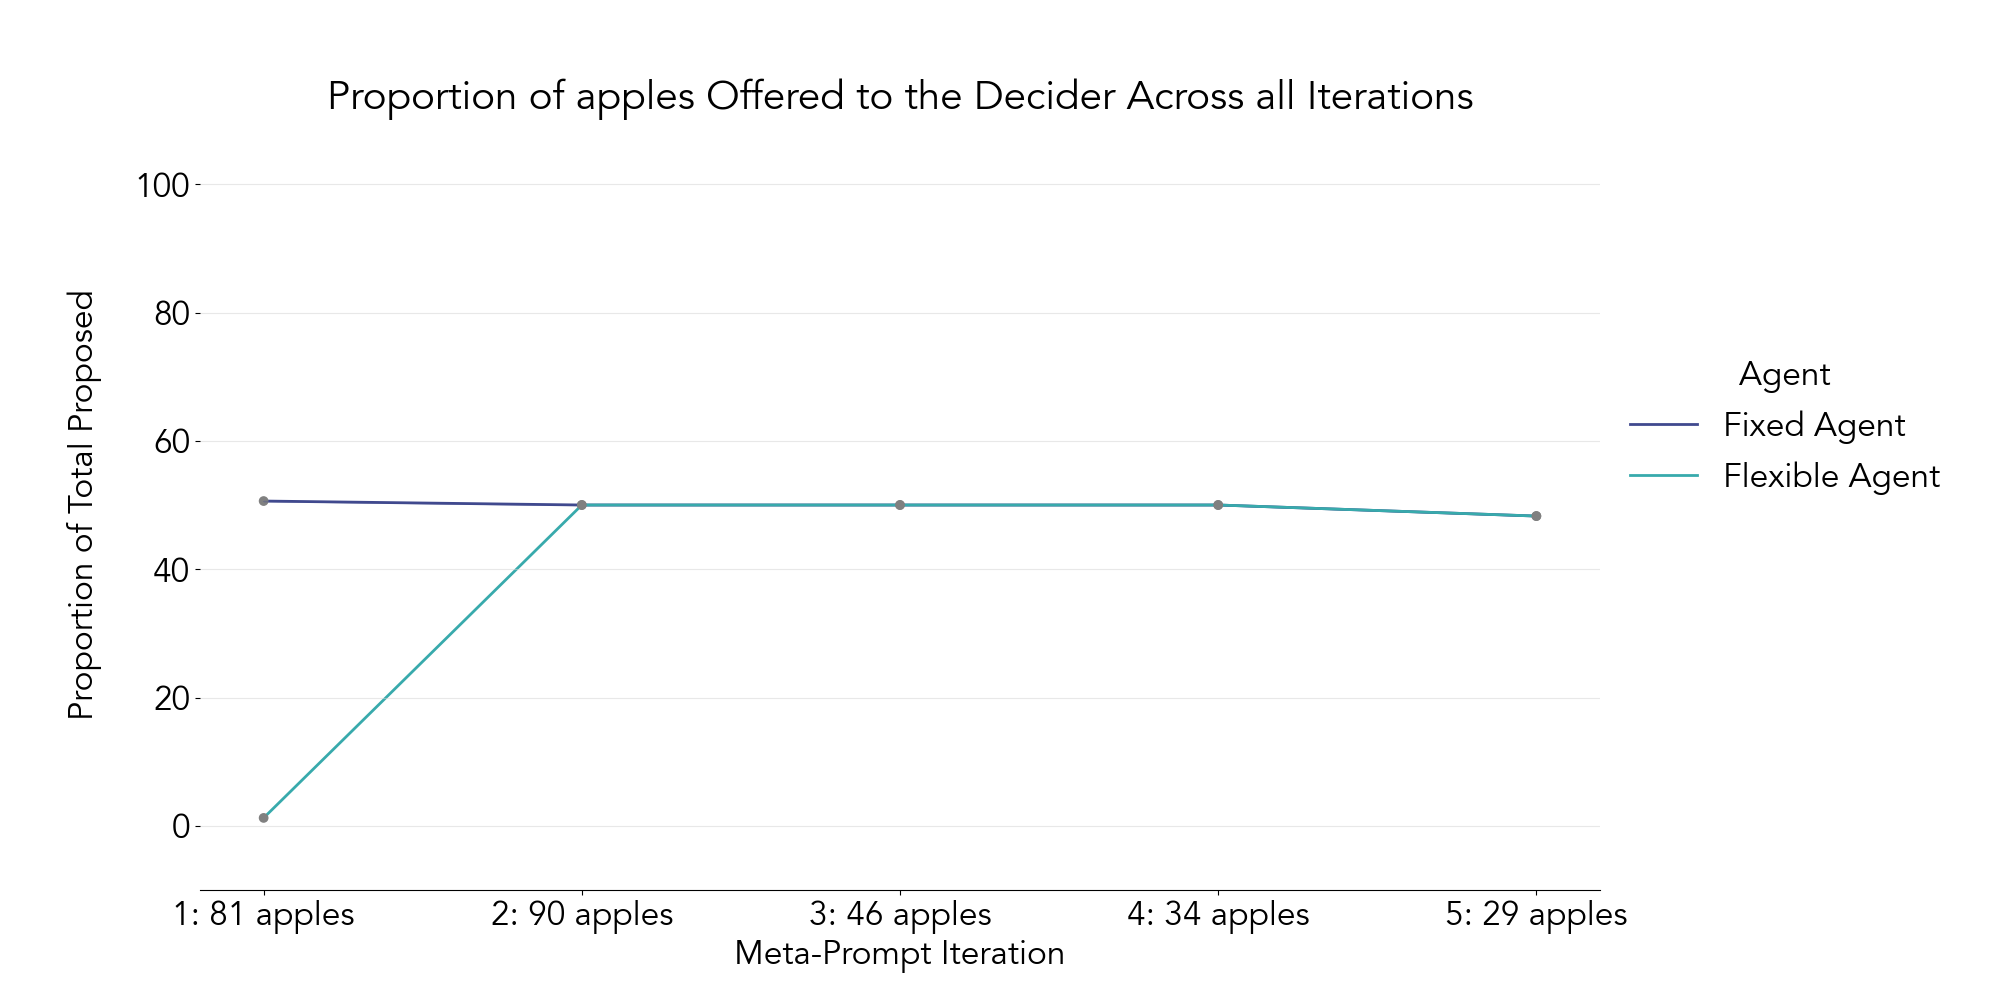 Proportion of apples Offered to the Decider Across all Iterations
100
80
60
40
20
0
Proportion of Total Proposed
1: 81 apples
2: 90 apples
3: 46 apples
4: 34 apples
5: 29 apples
Meta-Prompt Iteration
Agent
Fixed Agent
Flexible Agent